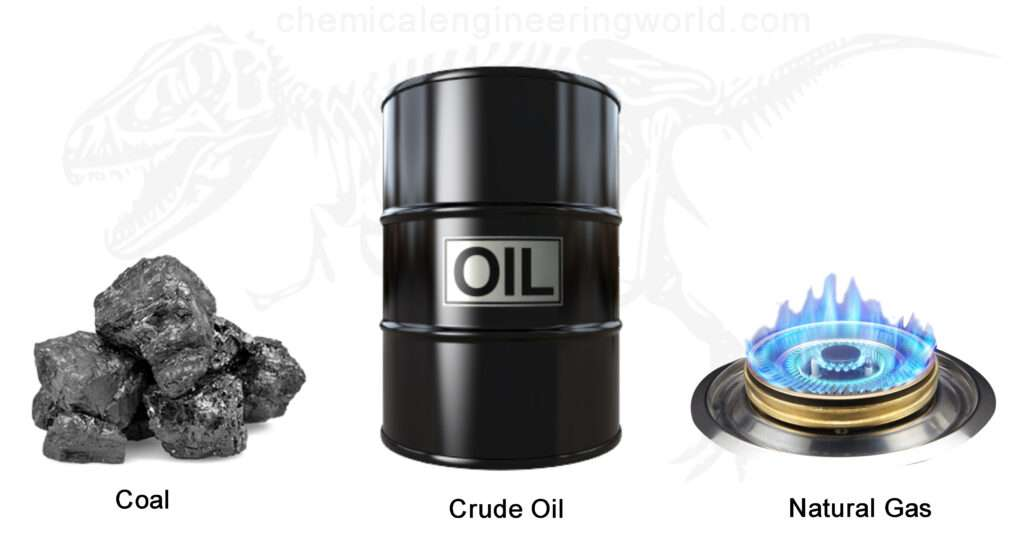 chemicalengineeringworld.com
OIL
Coal
Crude Oil
Natural Gas